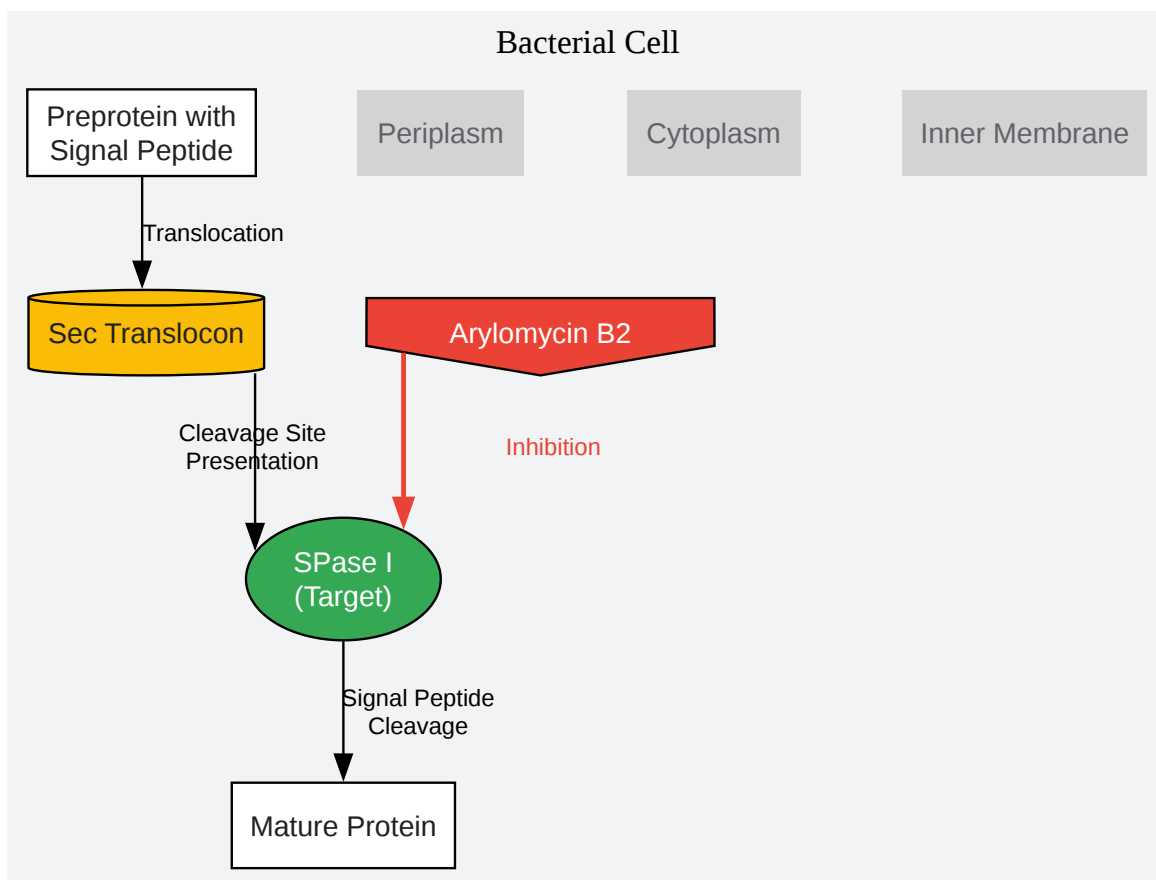 Bacterial Cell
Preprotein with
Signal Peptide
Periplasm
Cytoplasm
Inner Membrane
Translocation
Sec Translocon
Arylomycin B2
Cleavage Site
Presentation
Inhibition
SPase I
(Target)
Signal Peptide
Cleavage
Mature Protein